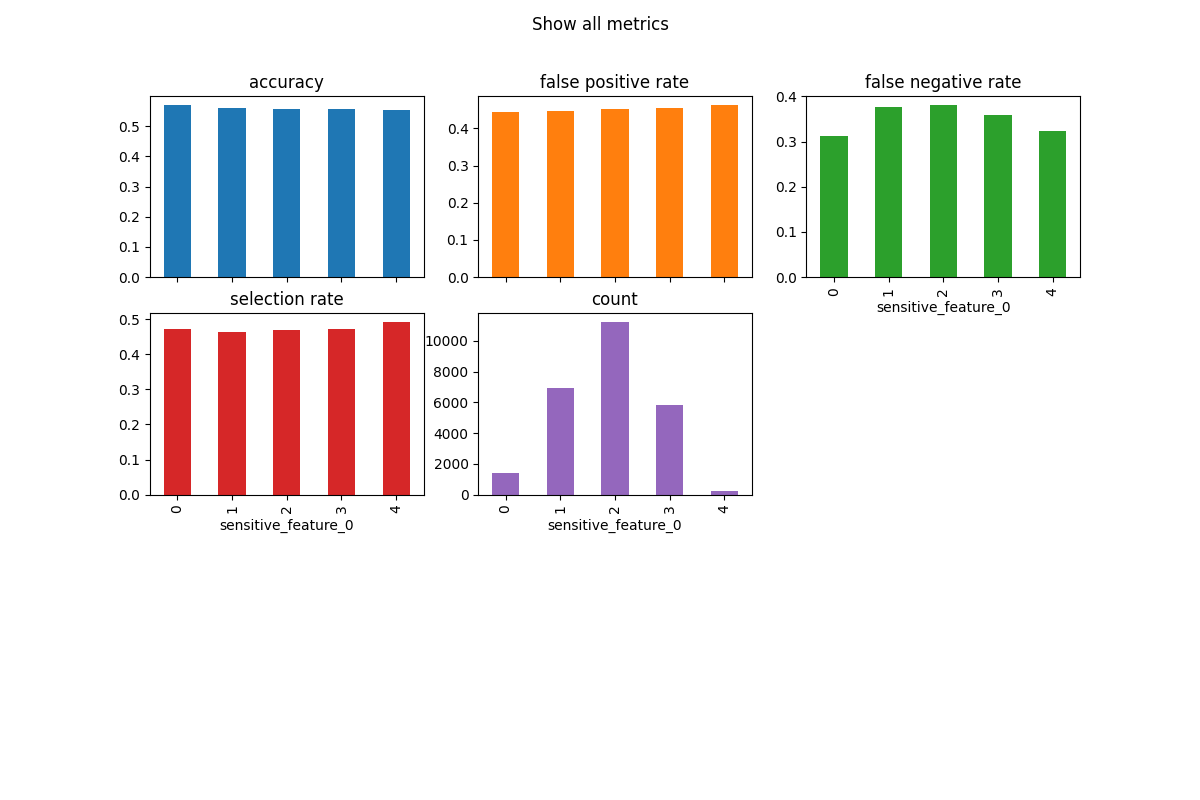 Show all metrics
accuracy
0.5
0.4
0.3
0.2
0.1
0.0
false positive rate
0.4
0.3
0.2
0.1
0.0
false negative rate
0.4
0.3
0.2
0.1
0.0
0 1 2 3 4
sensitive_feature_0
selection rate
0.5
0.4
0.3
0.2
0.1
0.0
0 1 2 3 4
sensitive_feature_0
count
10000
8000
6000
4000
2000
0
0 1 2 3 4
sensitive_feature_0